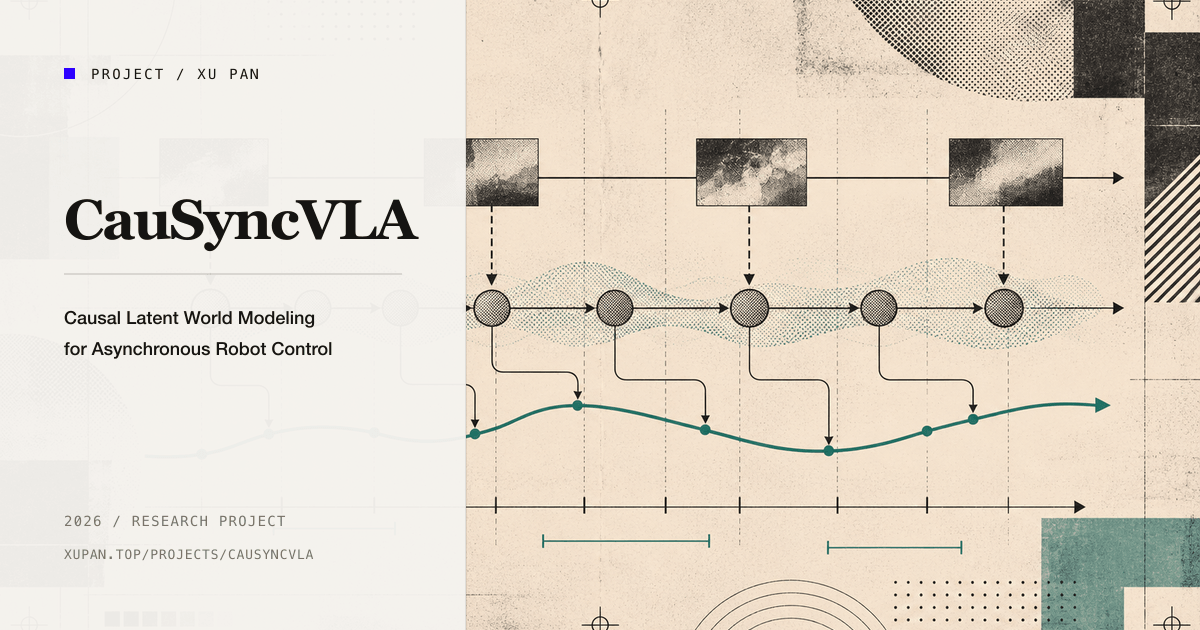 PROJECT / XU PAN
CauSyncVLA
Causal Latent World Modeling
for Asynchronous Robot Control
2026 / RESEARCH PROJECT
XUPAN.TOP/PROJECTS/CAUSYNCVLA